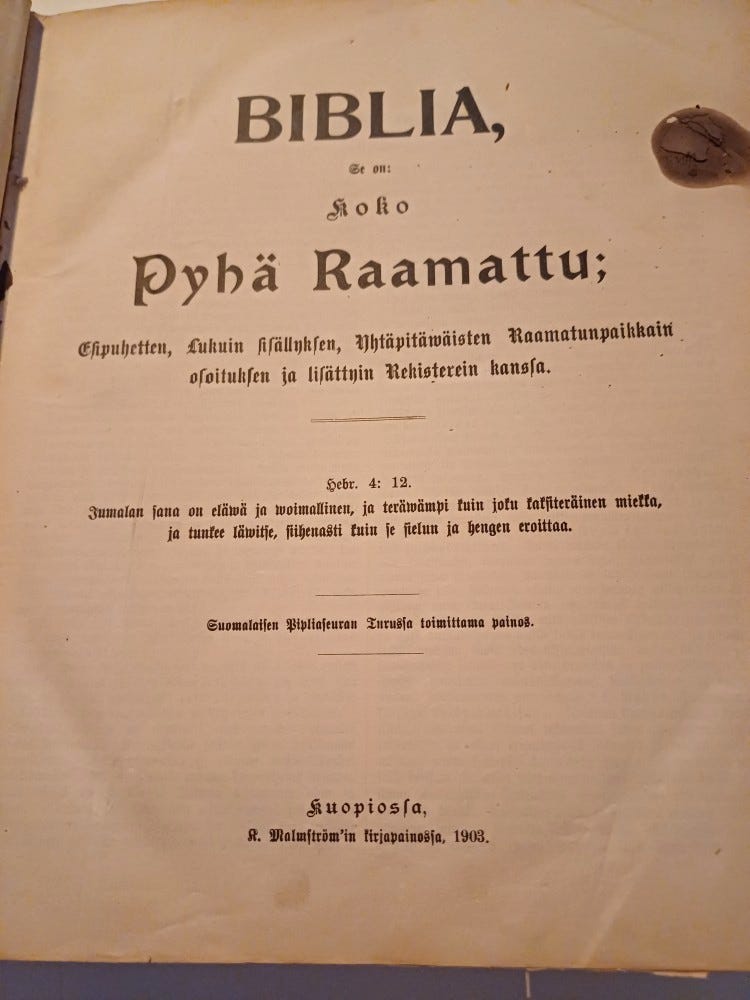 BIBLIA,
Se on:
Koko
Pyhä Raamattu;
Esipuhetten, Lukuin sisällyksen, Yhtäpitäwäisten Raamatunpaikkain
osoituksen ja lisättyin Rekisterein kanssa.
Hebr. 4: 12.
Jumalan sana on eläwä ja woimallinen, ja teräwämpi kuin joku kaksiteräinen miekka,
ja tunkee läwitse, siihenasti kuin se sielun ja hengen eroittaa.
Suomalaisen Pipliaseuran Turussa toimittama painos.
Kuopiossa,
K. Malmström'in kirjapainossa, 1903.